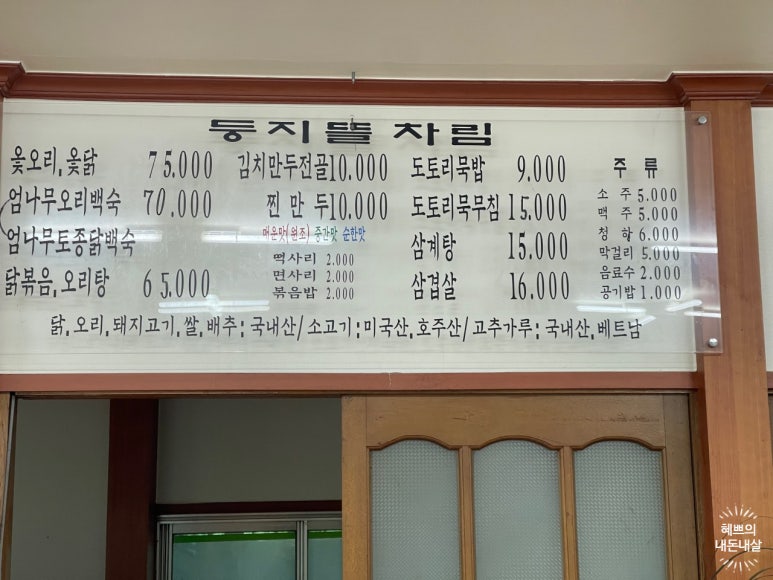 둥지뜰 차림
옻오리,옻닭 75.000
엄나무오리백숙 70.000
엄나무토종닭백숙
닭볶음,오리탕 65.000
김치만두전골 10.000
찐만두 10.000
매운맛(원조) 중간맛 순한맛
떡사리 2.000
면사리 2.000
볶음밥 2.000
도토리묵밥 9.000
도토리묵무침 15.000
삼계탕 15.000
삼겹살 16.000
주류
소주 5.000
맥주 5.000
청하 6.000
막걸리 5.000
음료수 2.000
공기밥 1.000
닭,오리,돼지고기,쌀,배추:국내산/소고기:미국산,호주산/고추가루:국내산,베트남
혜쁘의
내돈내살